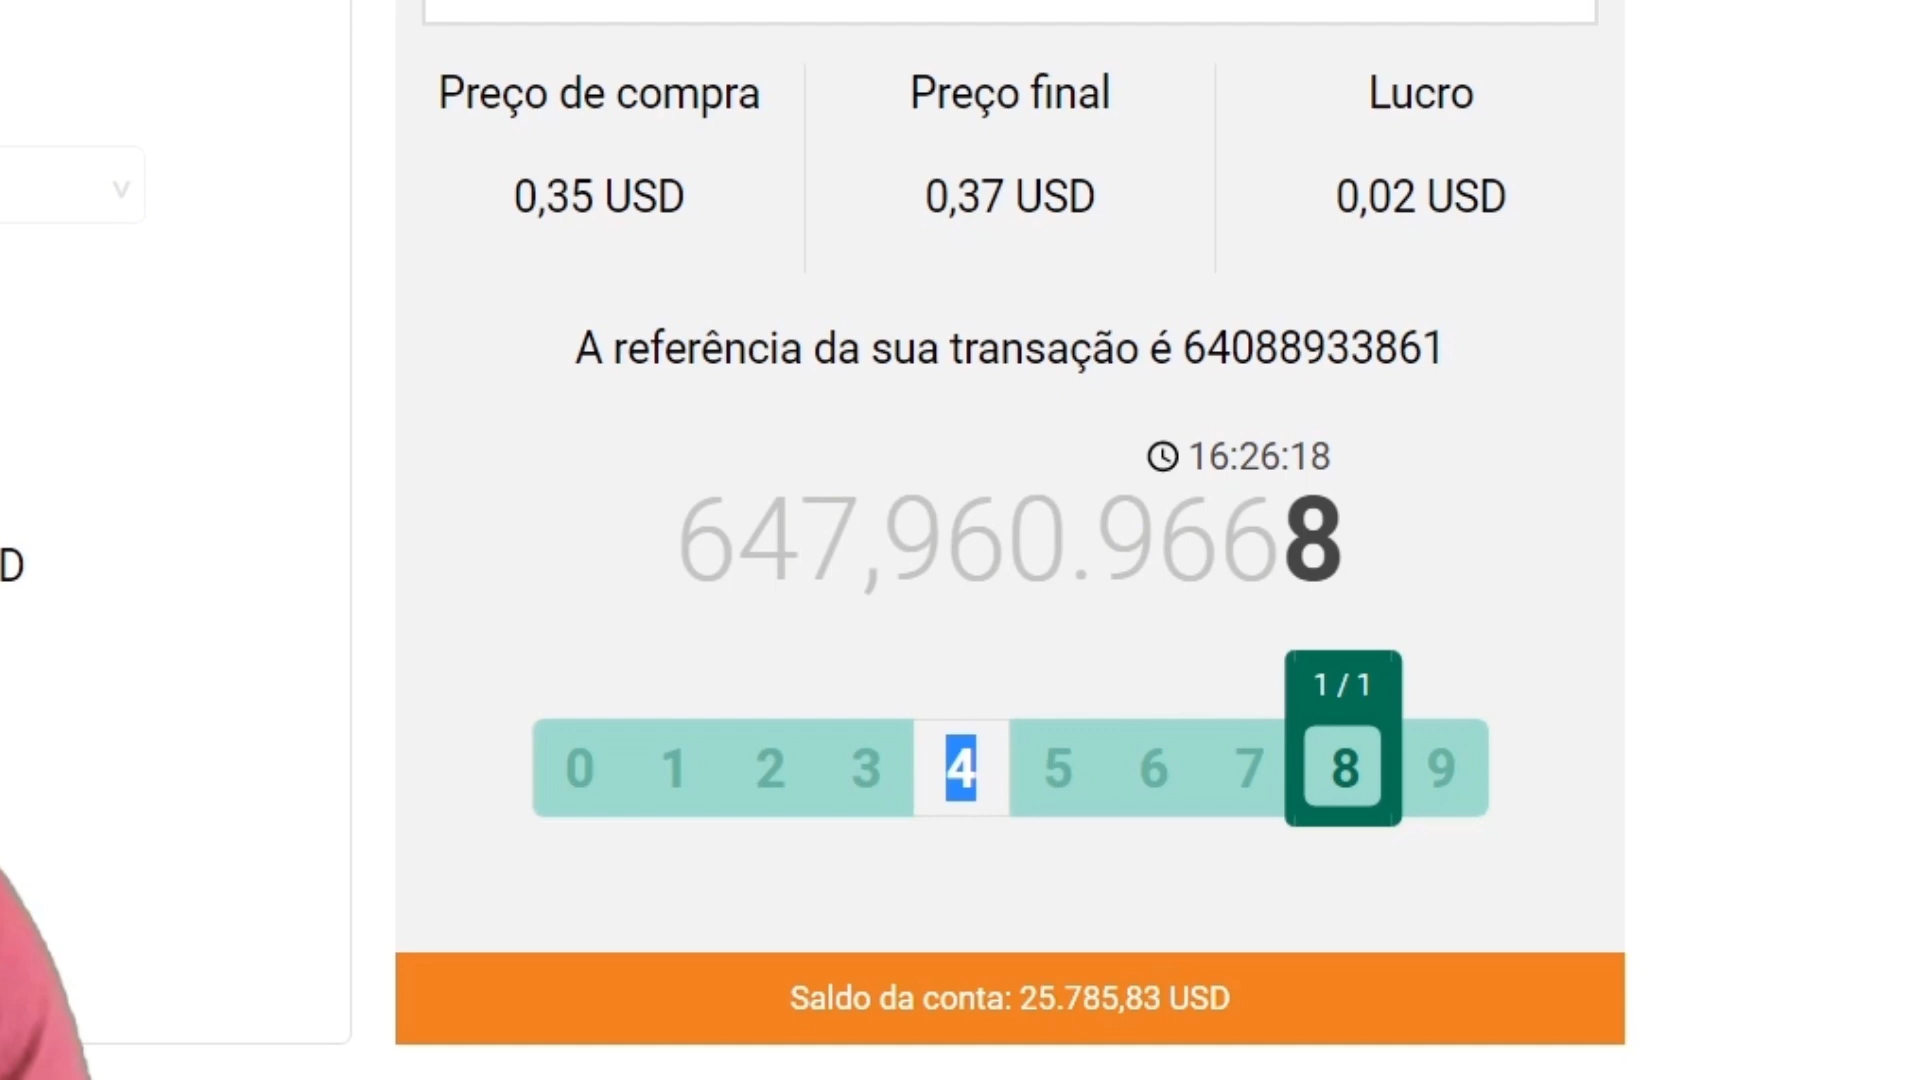 Preço de compra Preço final Lucro
0,35 USD 0,37 USD 0,02 USD
A referência da sua transação é 64088933861
16:26:18
647,960.9668
D
1 / 1
0 1 2 3 4 5 6 7 8 9
Saldo da conta: 25.785,83 USD